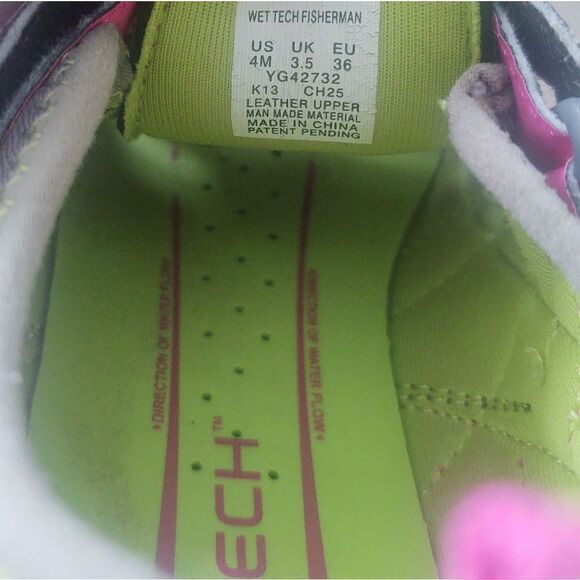 WET TECH FISHERMAN
US UK EU
4M 3.5 36
YG42732
K13 CH25
LEATHER UPPER
MAN MADE MATERIAL
MADE IN CHINA
PATENT PENDING
DIRECTION OF WATER FLOW
DIRECTION OF WATER FLOW
ECH™